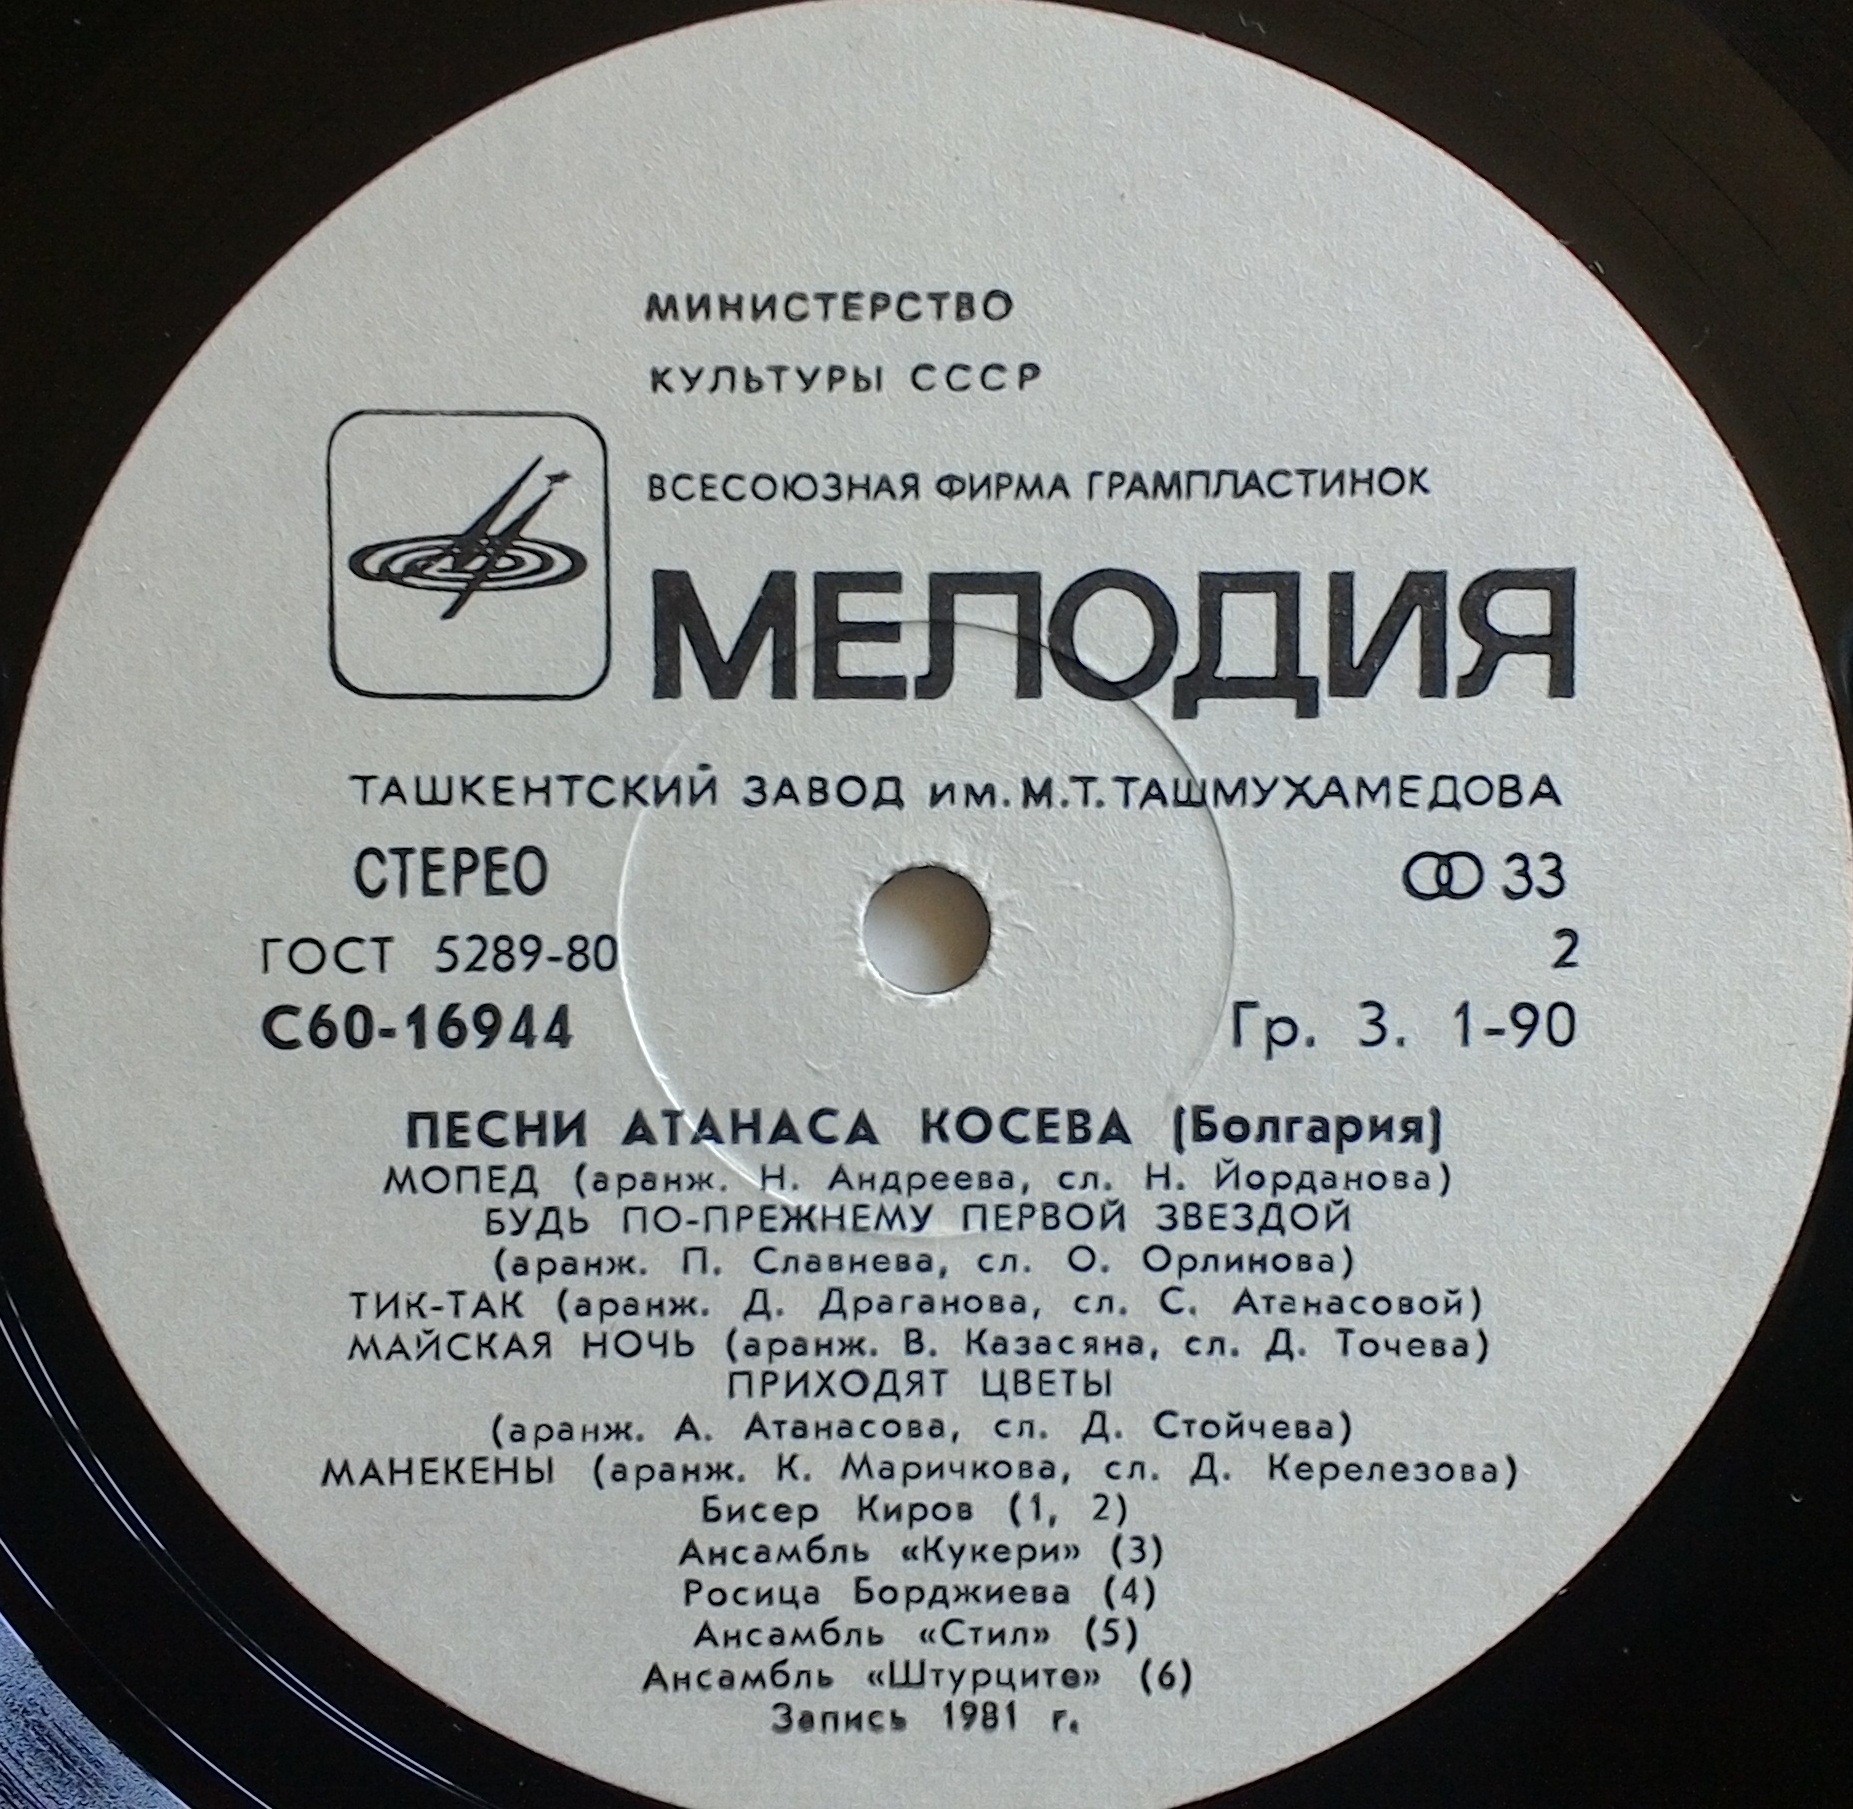 МИНИСТЕРСТВО
КУЛЬТУРЫ СССР
ВСЕСОЮЗНАЯ ФИРМА ГРАМПЛАСТИНОК
МЕЛОДИЯ
ТАШКЕНТСКИЙ ЗАВОД им. М.Т. ТАШМУХАМЕДОВА
СТЕРЕО 33
ГОСТ 5289-80 2
С60-16944 Гр. 3. 1-90
ПЕСНИ АТАНАСА КОСЕВА (Болгария)
МОПЕД (аранж. Н. Андреева, сл. Н. Йорданова)
БУДЬ ПО-ПРЕЖНЕМУ ПЕРВОЙ ЗВЕЗДОЙ
(аранж. П. Славнева, сл. О. Орлинова)
ТИК-ТАК (аранж. Д. Драганова, сл. С. Атанасовой)
МАЙСКАЯ НОЧЬ (аранж. В. Казасяна, сл. Д. Точева)
ПРИХОДЯТ ЦВЕТЫ
(аранж. А. Атанасова, сл. Д. Стойчева)
МАНЕКЕНЫ (аранж. К. Маричкова, сл. Д. Керелезова)
Бисер Киров (1, 2)
Ансамбль «Кукери» (3)
Росица Борджиева (4)
Ансамбль «Стил» (5)
Ансамбль «Штурците» (6)
Запись 1981 г.